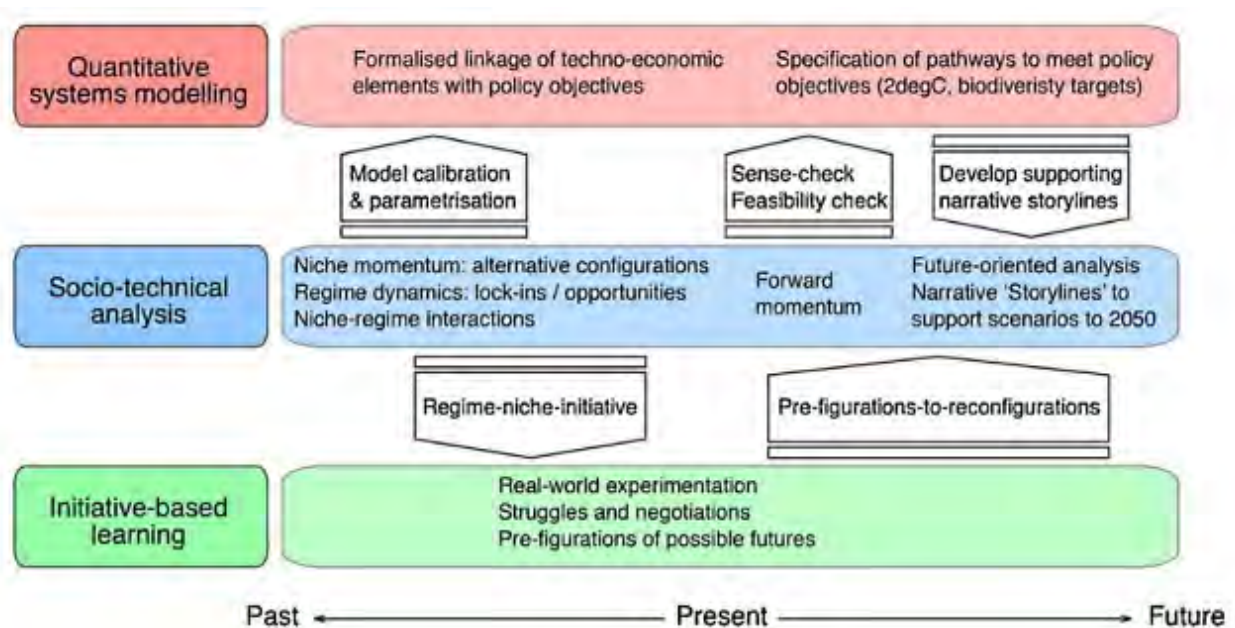 Quantitative
systems modelling
Formalised linkage of techno-economic
elements with policy objectives
Specification of pathways to meet policy
objectives (2degC, biodiveristy targets)
Model calibration
& parametrisation
Sense-check
Feasibility check
Develop supporting
narrative storylines
Socio-technical
analysis
Niche momentum: alternative configurations
Regime dynamics: lock-ins / opportunities
Niche-regime interactions
Forward
momentum
Future-oriented analysis
Narrative 'Storylines' to
support scenarios to 2050
Regime-niche-initiative
Pre-figurations-to-reconfigurations
Initiative-based
learning
Real-world experimentation
Struggles and negotiations
Pre-figurations of possible futures
Past
Present
Future